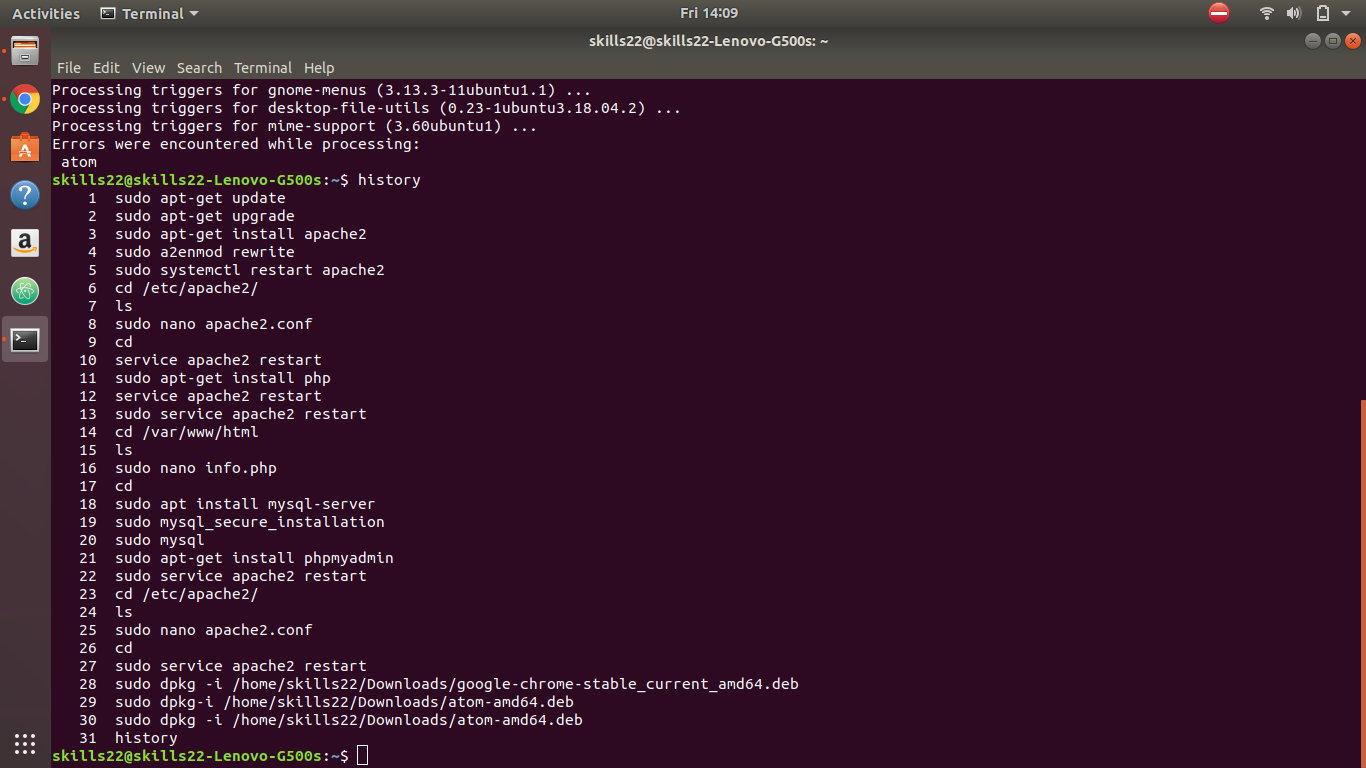 Activities Terminal Fri 14:09
skills22@skills22-Lenovo-G500s: ~
File Edit View Search Terminal Help
Processing triggers for gnome-menus (3.13.3-11ubuntu1.1) ...
Processing triggers for desktop-file-utils (0.23-1ubuntu3.18.04.2) ...
Processing triggers for mime-support (3.60ubuntu1) ...
Errors were encountered while processing:
 atom
skills22@skills22-Lenovo-G500s:~$ history
    1  sudo apt-get update
    2  sudo apt-get upgrade
    3  sudo apt-get install apache2
    4  sudo a2enmod rewrite
    5  sudo systemctl restart apache2
    6  cd /etc/apache2/
    7  ls
    8  sudo nano apache2.conf
    9  cd
   10  service apache2 restart
   11  sudo apt-get install php
   12  service apache2 restart
   13  sudo service apache2 restart
   14  cd /var/www/html
   15  ls
   16  sudo nano info.php
   17  cd
   18  sudo apt install mysql-server
   19  sudo mysql_secure_installation
   20  sudo mysql
   21  sudo apt-get install phpmyadmin
   22  sudo service apache2 restart
   23  cd /etc/apache2/
   24  ls
   25  sudo nano apache2.conf
   26  cd
   27  sudo service apache2 restart
   28  sudo dpkg -i /home/skills22/Downloads/google-chrome-stable_current_amd64.deb
   29  sudo dpkg-i /home/skills22/Downloads/atom-amd64.deb
   30  sudo dpkg -i /home/skills22/Downloads/atom-amd64.deb
   31  history
skills22@skills22-Lenovo-G500s:~$